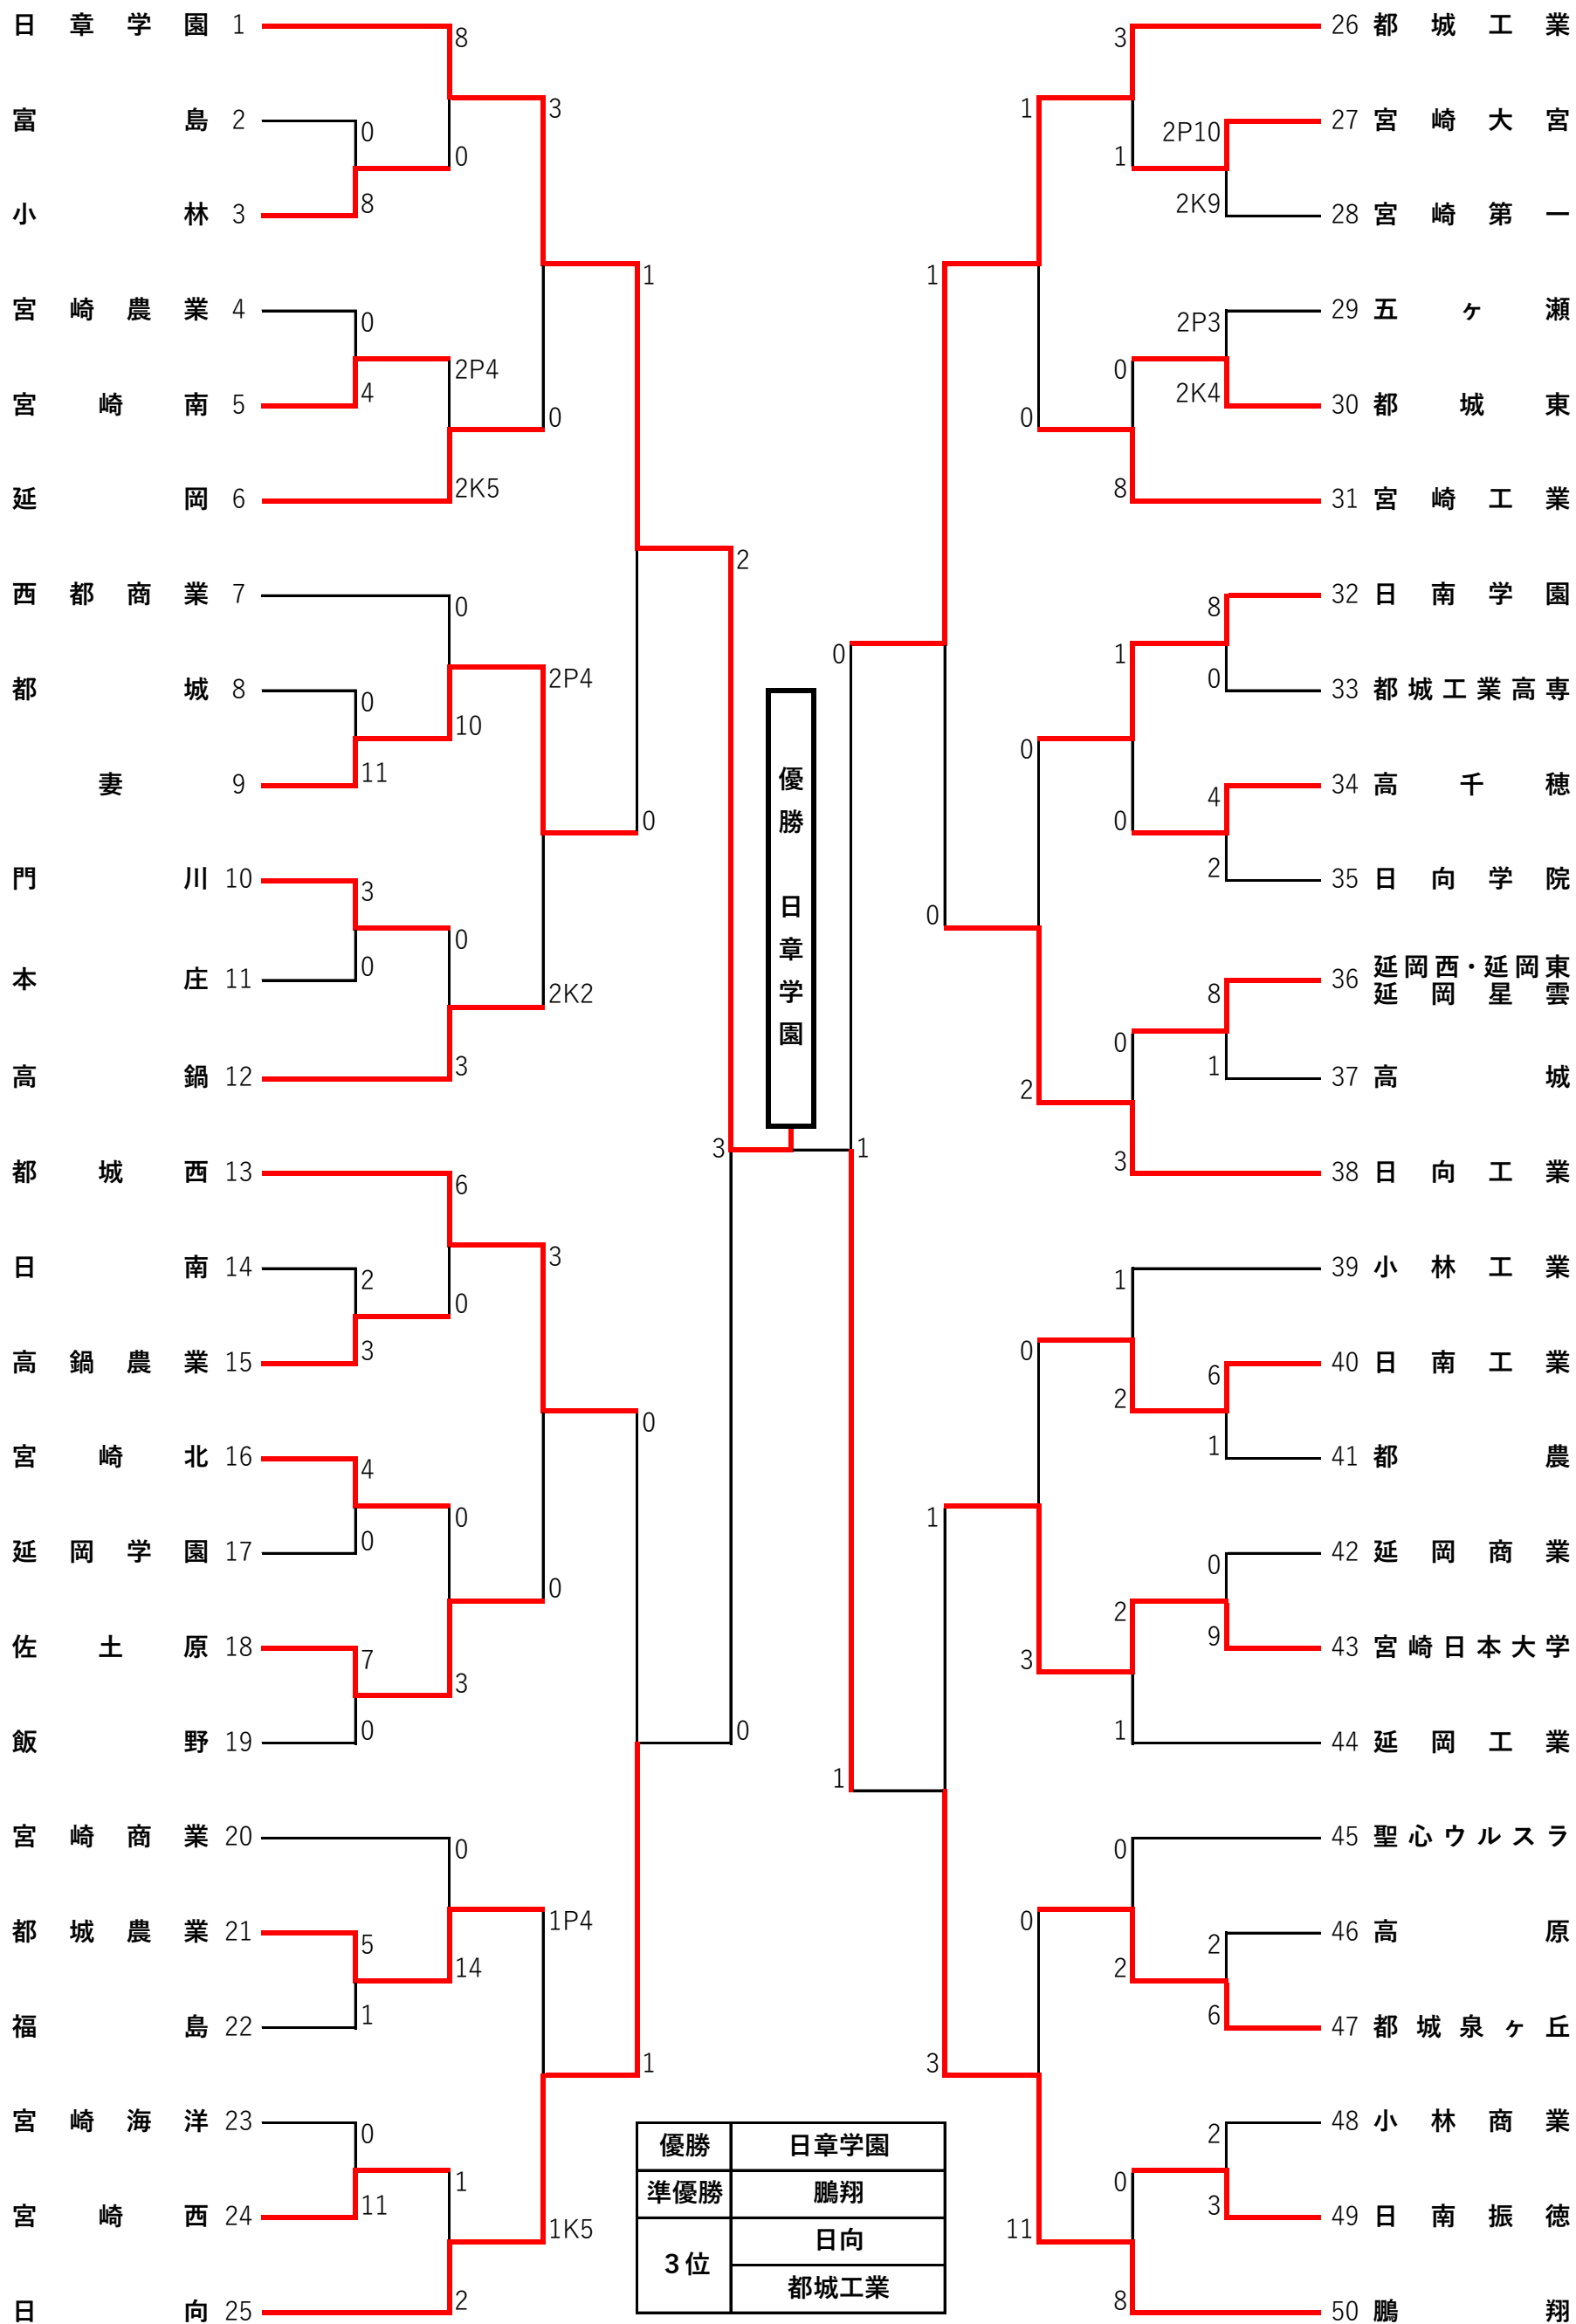 日章学園 1
富島 2
小林 3
宮崎農業 4
宮崎南 5
延岡 6
西都商業 7
都城 8
妻 9
門川 10
本庄 11
高鍋 12
都城西 13
日南 14
高鍋農業 15
宮崎北 16
延岡学園 17
佐土原 18
飯野 19
宮崎商業 20
都城農業 21
福島 22
宮崎海洋 23
宮崎西 24
日向 25
0
8
0
4
0
11
3
0
2
3
4
0
7
0
5
1
0
11
8
0
2P4
2K5
0
10
0
3
6
0
0
3
0
14
1
2
3
0
2P4
2K2
3
0
1P4
1K5
1
0
0
1
2
0
3
優勝 日章学園
1
0
1
1
0
1
3
1
0
0
2
0
3
0
11
3
1
0
8
1
0
0
3
1
2
2
1
0
2
0
8
2P10
2K9
2P3
2K4
8
0
4
2
8
1
6
1
0
9
2
6
2
3
26 都城工業
27 宮崎大宮
28 宮崎第一
29 五ヶ瀬
30 都城東
31 宮崎工業
32 日南学園
33 都城工業高専
34 高千穂
35 日向学院
36 延岡西・延岡東
延岡星雲
37 高城
38 日向工業
39 小林工業
40 日南工業
41 都農
42 延岡商業
43 宮崎日本大学
44 延岡工業
45 聖心ウルスラ
46 高原
47 都城泉ヶ丘
48 小林商業
49 日南振徳
50 鵬翔
優勝 日章学園
準優勝 鵬翔
3位 日向
都城工業